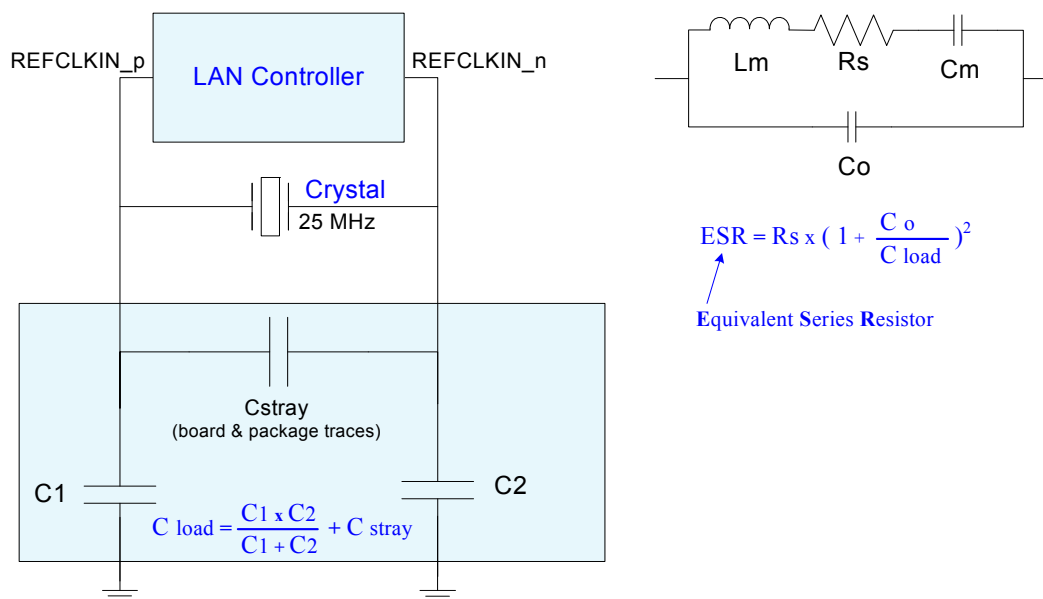 REFCLKIN_p
LAN Controller
REFCLKIN_n
Crystal
25 MHz
Cstray
(board & package traces)
C1
C2
C load = C1 x C2 / C1 + C2 + C stray
Lm
Rs
Cm
Co
ESR = Rs x ( 1 + C o / C load )²
Equivalent Series Resistor